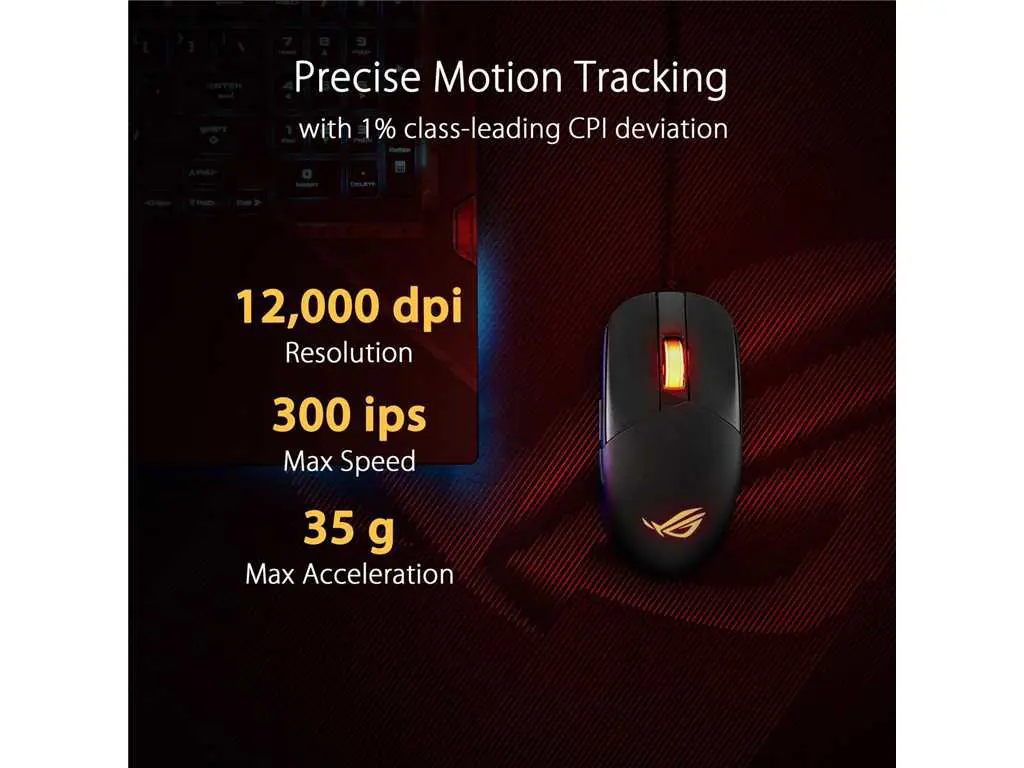 Precise Motion Tracking
with 1% class-leading CPI deviation
12,000 dpi
Resolution
300 ips
Max Speed
35 g
Max Acceleration